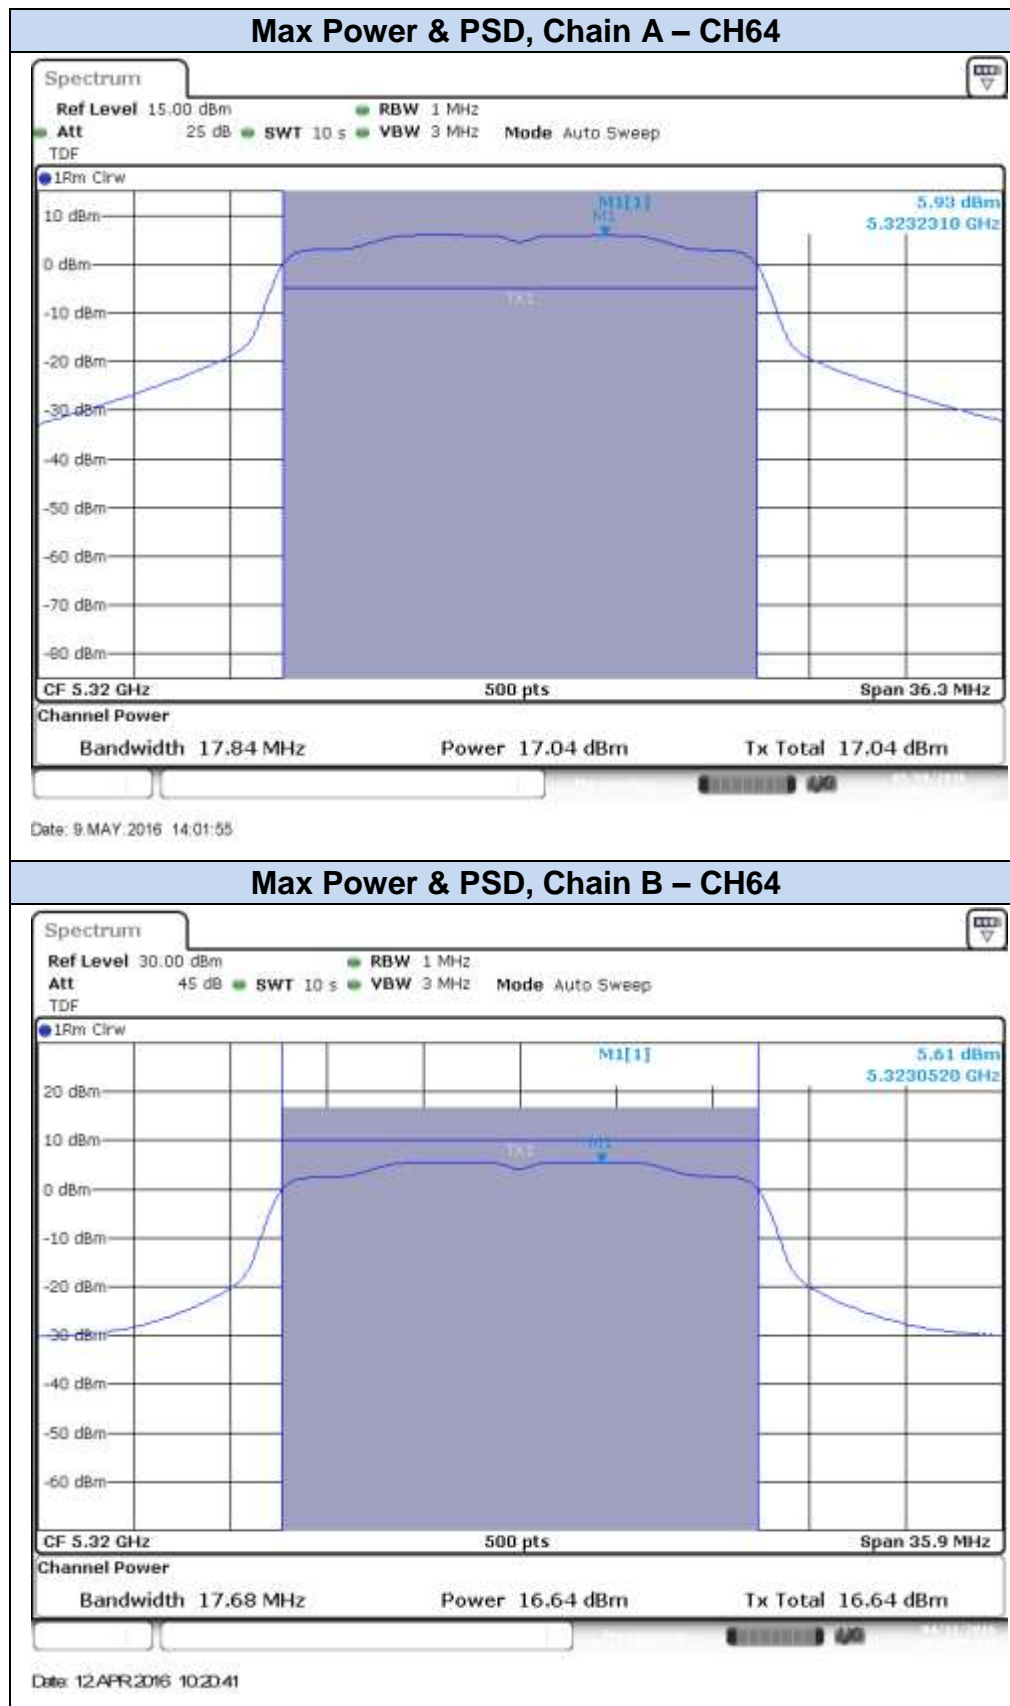 Max Power & PSD, Chain A – CH64
Spectrum
Ref Level 15.00 dBm RBW 1 MHz
Att 25 dB SWT 10 s VBW 3 MHz Mode Auto Sweep
TDF
1Rm Clrw
M1[1] 5.93 dBm
5.3232310 GHz
M1
10 dBm
0 dBm
TX1
-10 dBm
-20 dBm
-30 dBm
-40 dBm
-50 dBm
-60 dBm
-70 dBm
-80 dBm
CF 5.32 GHz 500 pts Span 36.3 MHz
Channel Power
Bandwidth 17.84 MHz Power 17.04 dBm Tx Total 17.04 dBm
Date: 9.MAY.2016 14:01:55
Max Power & PSD, Chain B – CH64
Spectrum
Ref Level 30.00 dBm RBW 1 MHz
Att 45 dB SWT 10 s VBW 3 MHz Mode Auto Sweep
TDF
1Rm Clrw
M1[1] 5.61 dBm
5.3230520 GHz
20 dBm
10 dBm
TX1 M1
0 dBm
-10 dBm
-20 dBm
-30 dBm
-40 dBm
-50 dBm
-60 dBm
CF 5.32 GHz 500 pts Span 35.9 MHz
Channel Power
Bandwidth 17.68 MHz Power 16.64 dBm Tx Total 16.64 dBm
Date: 12.APR.2016 10:20:41